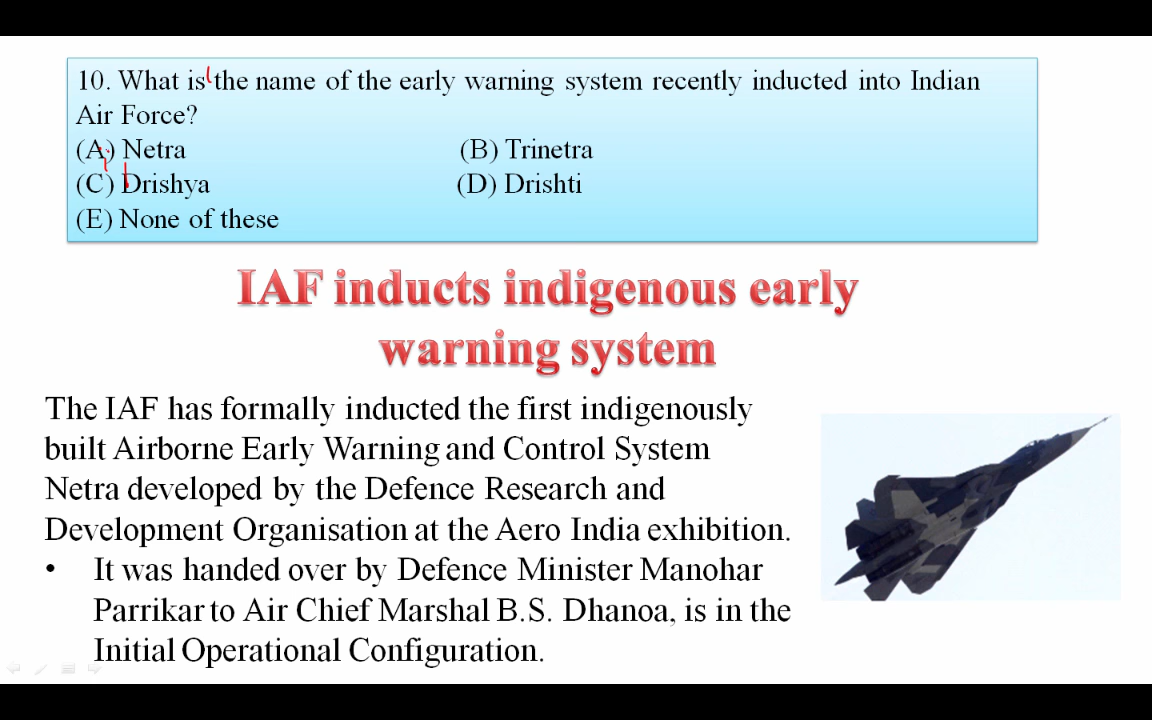 10. What is the name of the early warning system recently inducted into Indian
Air Force?
(A) Netra (B) Trinetra
(C) Drishya (D) Drishti
(E) None of these
IAF inducts indigenous early
warning system
The IAF has formally inducted the first indigenously
built Airborne Early Warning and Control System
Netra developed by the Defence Research and
Development Organisation at the Aero India exhibition.
• It was handed over by Defence Minister Manohar
Parrikar to Air Chief Marshal B.S. Dhanoa, is in the
Initial Operational Configuration.